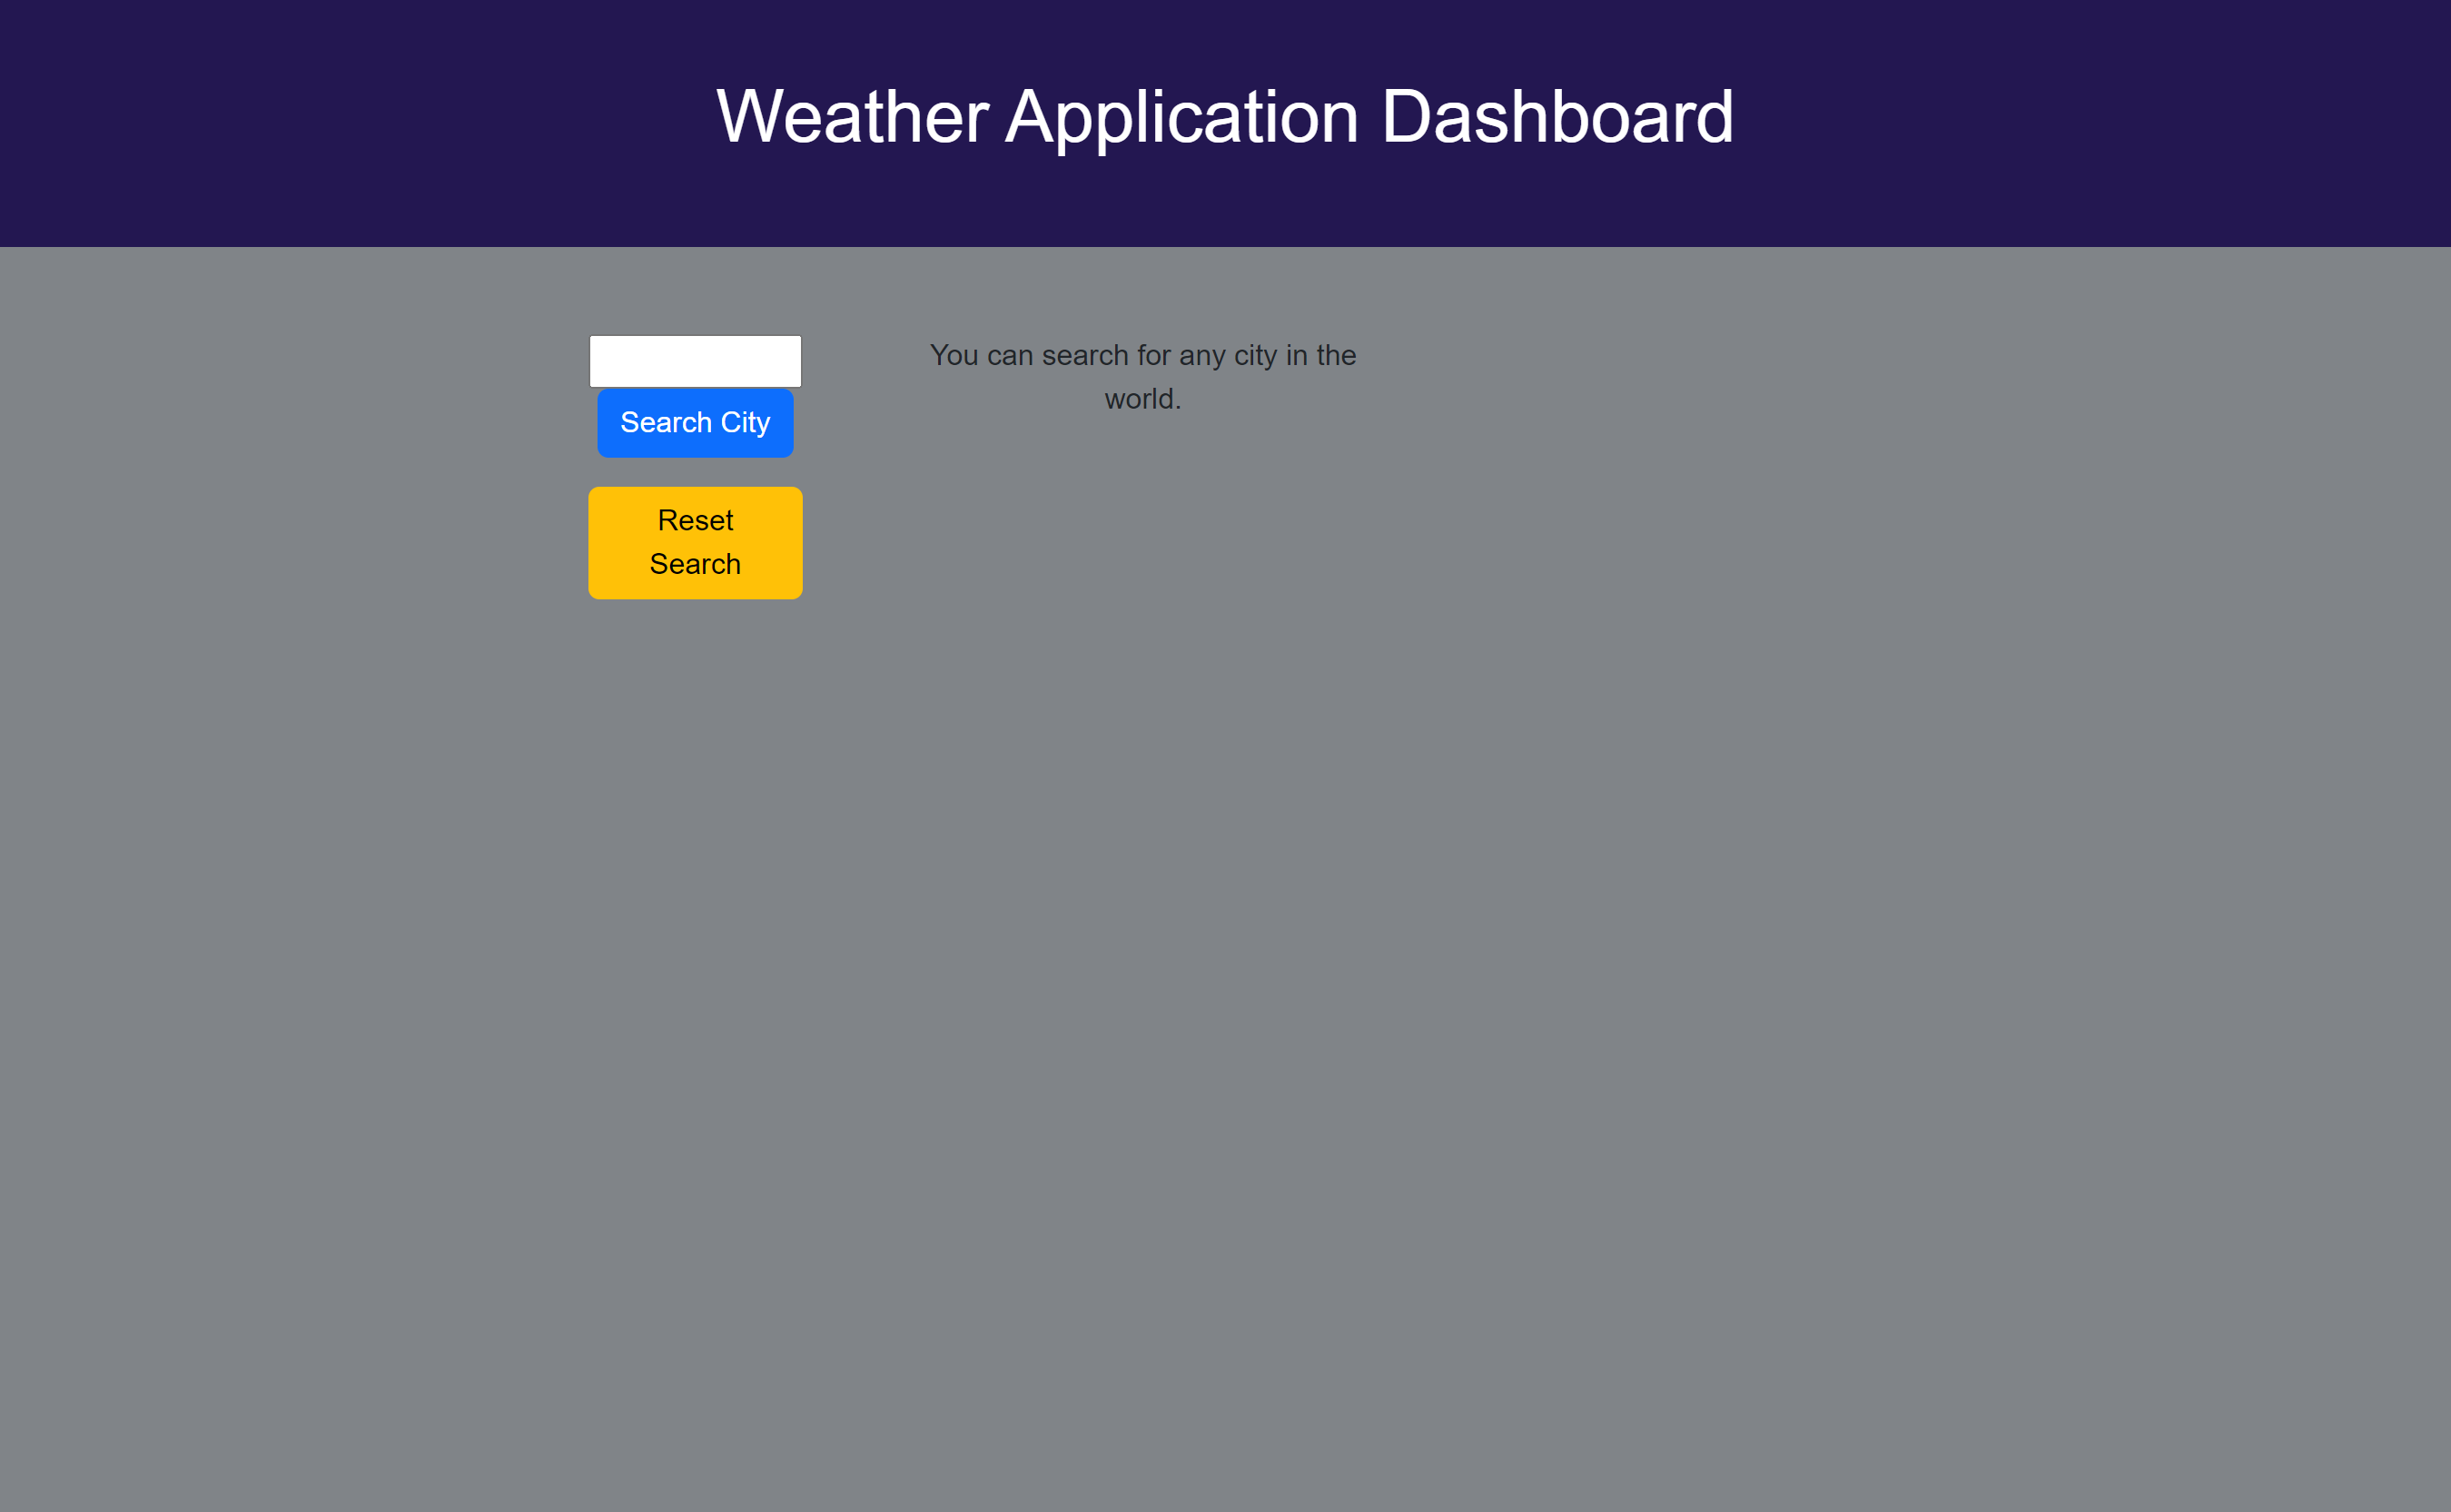 Weather Application Dashboard
You can search for any city in the
world.
Search City
Reset
Search